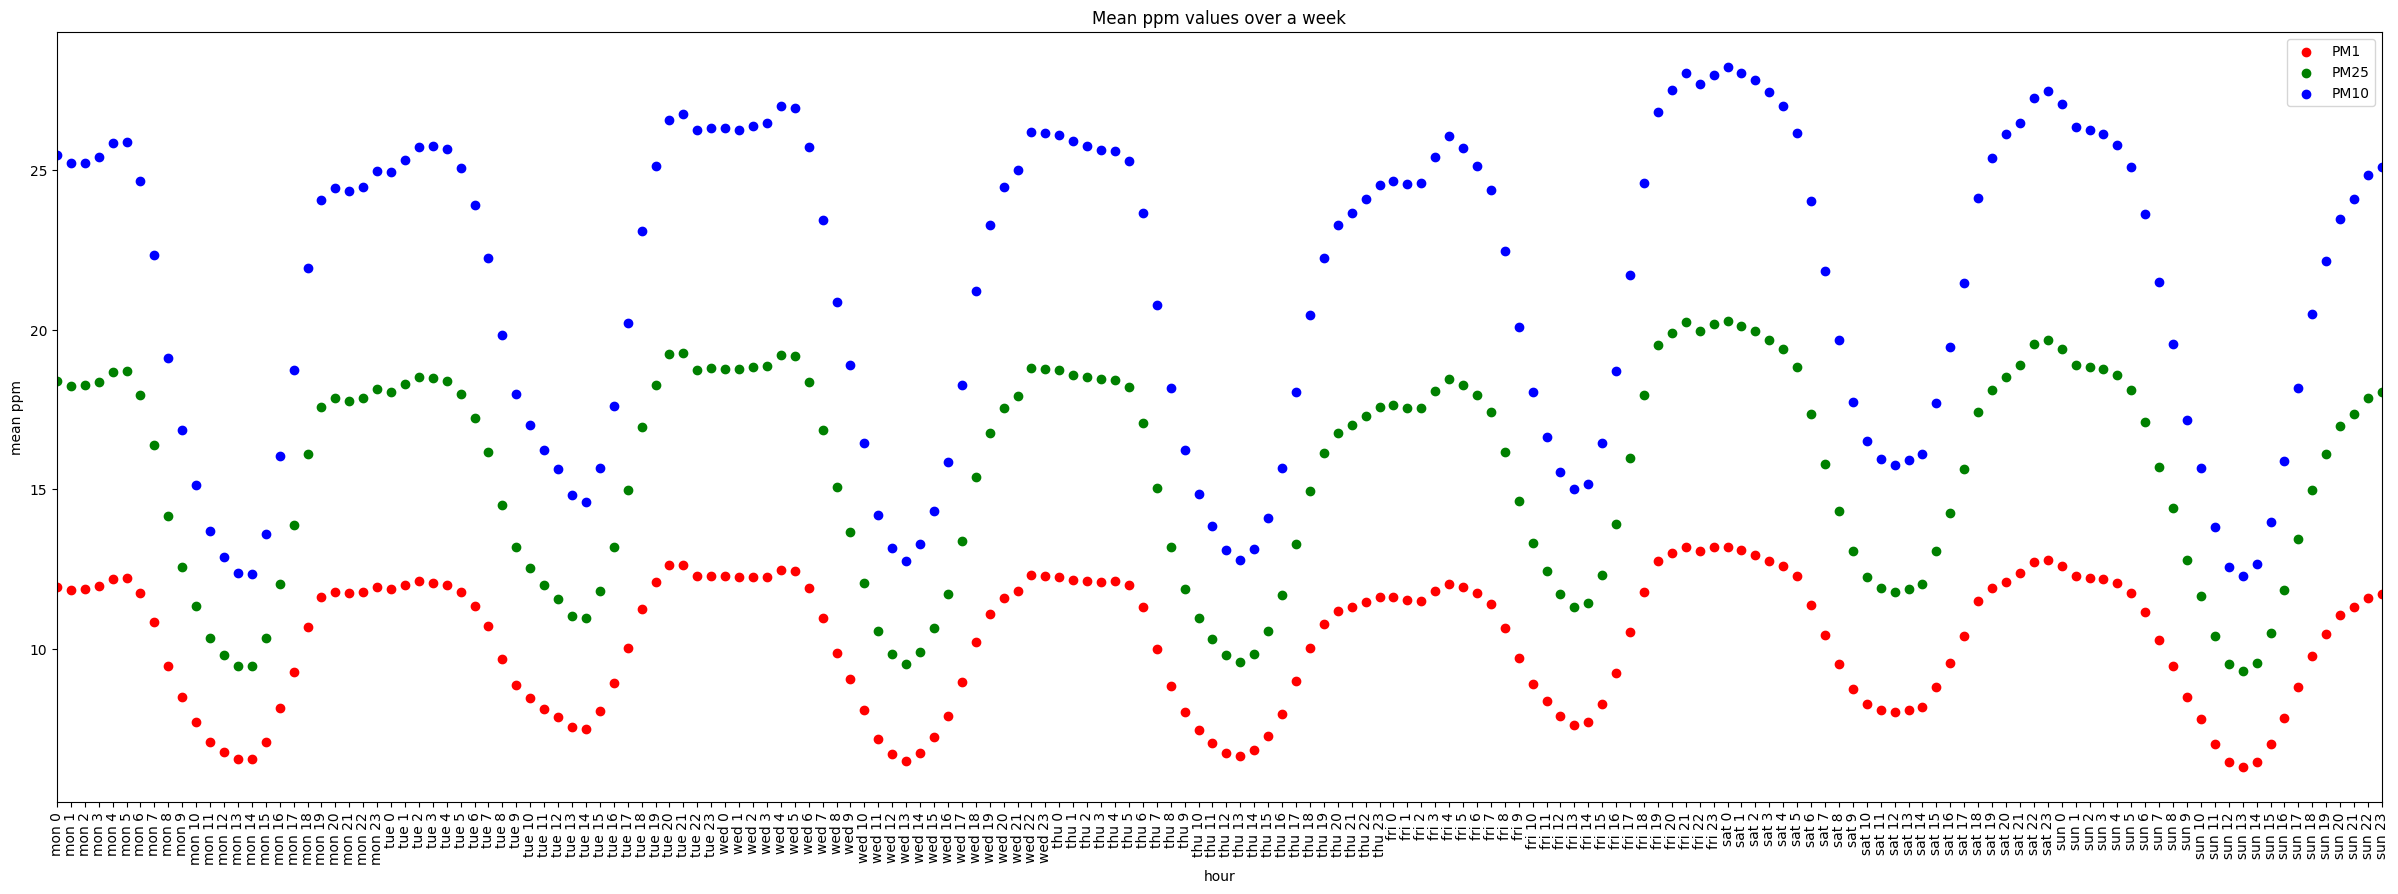 Mean ppm values over a week
PM1
PM25
PM10
mean ppm
25
20
15
10
mon 0
mon 1
mon 2
mon 3
mon 4
mon 5
mon 6
mon 7
mon 8
mon 9
mon 10
mon 11
mon 12
mon 13
mon 14
mon 15
mon 16
mon 17
mon 18
mon 19
mon 20
mon 21
mon 22
mon 23
tue 0
tue 1
tue 2
tue 3
tue 4
tue 5
tue 6
tue 7
tue 8
tue 9
tue 10
tue 11
tue 12
tue 13
tue 14
tue 15
tue 16
tue 17
tue 18
tue 19
tue 20
tue 21
tue 22
tue 23
wed 0
wed 1
wed 2
wed 3
wed 4
wed 5
wed 6
wed 7
wed 8
wed 9
wed 10
wed 11
wed 12
wed 13
wed 14
wed 15
wed 16
wed 17
wed 18
wed 19
wed 20
wed 21
wed 22
wed 23
thu 0
thu 1
thu 2
thu 3
thu 4
thu 5
thu 6
thu 7
thu 8
thu 9
thu 10
thu 11
thu 12
thu 13
thu 14
thu 15
thu 16
thu 17
thu 18
thu 19
thu 20
thu 21
thu 22
thu 23
fri 0
fri 1
fri 2
fri 3
fri 4
fri 5
fri 6
fri 7
fri 8
fri 9
fri 10
fri 11
fri 12
fri 13
fri 14
fri 15
fri 16
fri 17
fri 18
fri 19
fri 20
fri 21
fri 22
fri 23
sat 0
sat 1
sat 2
sat 3
sat 4
sat 5
sat 6
sat 7
sat 8
sat 9
sat 10
sat 11
sat 12
sat 13
sat 14
sat 15
sat 16
sat 17
sat 18
sat 19
sat 20
sat 21
sat 22
sat 23
sun 0
sun 1
sun 2
sun 3
sun 4
sun 5
sun 6
sun 7
sun 8
sun 9
sun 10
sun 11
sun 12
sun 13
sun 14
sun 15
sun 16
sun 17
sun 18
sun 19
sun 20
sun 21
sun 22
sun 23
hour